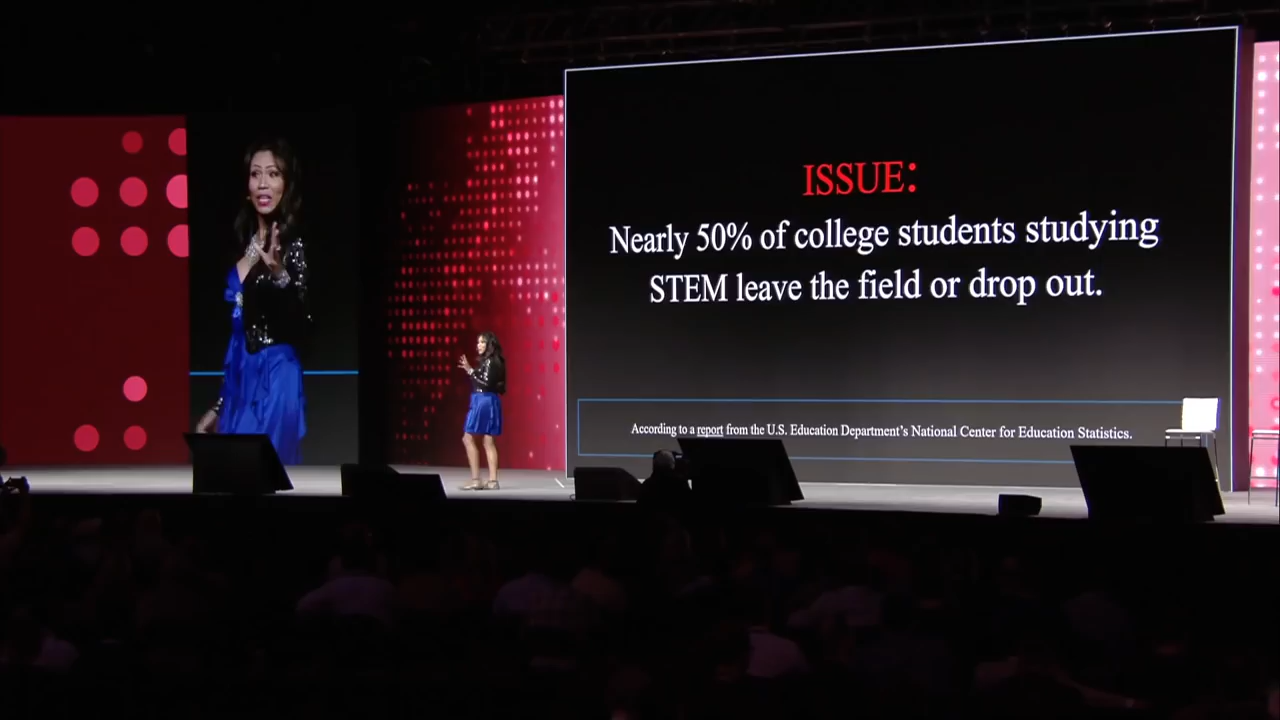 ISSUE:
Nearly 50% of college students studying
STEM leave the field or drop out.
According to a report from the U.S. Education Department's National Center for Education Statistics.